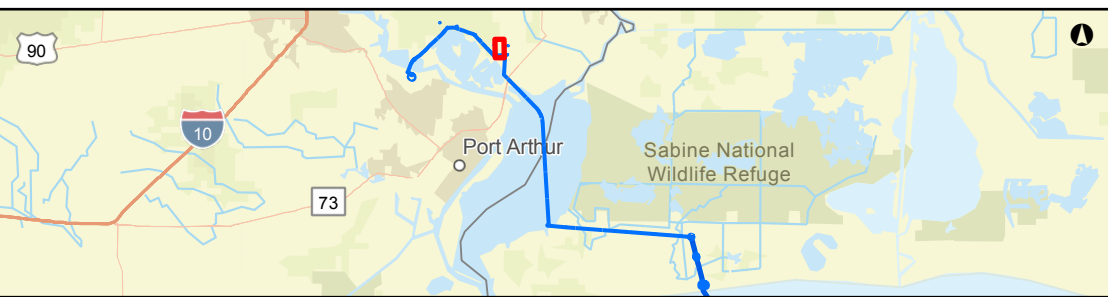 90
10
Port Arthur
Sabine National
Wildlife Refuge
73